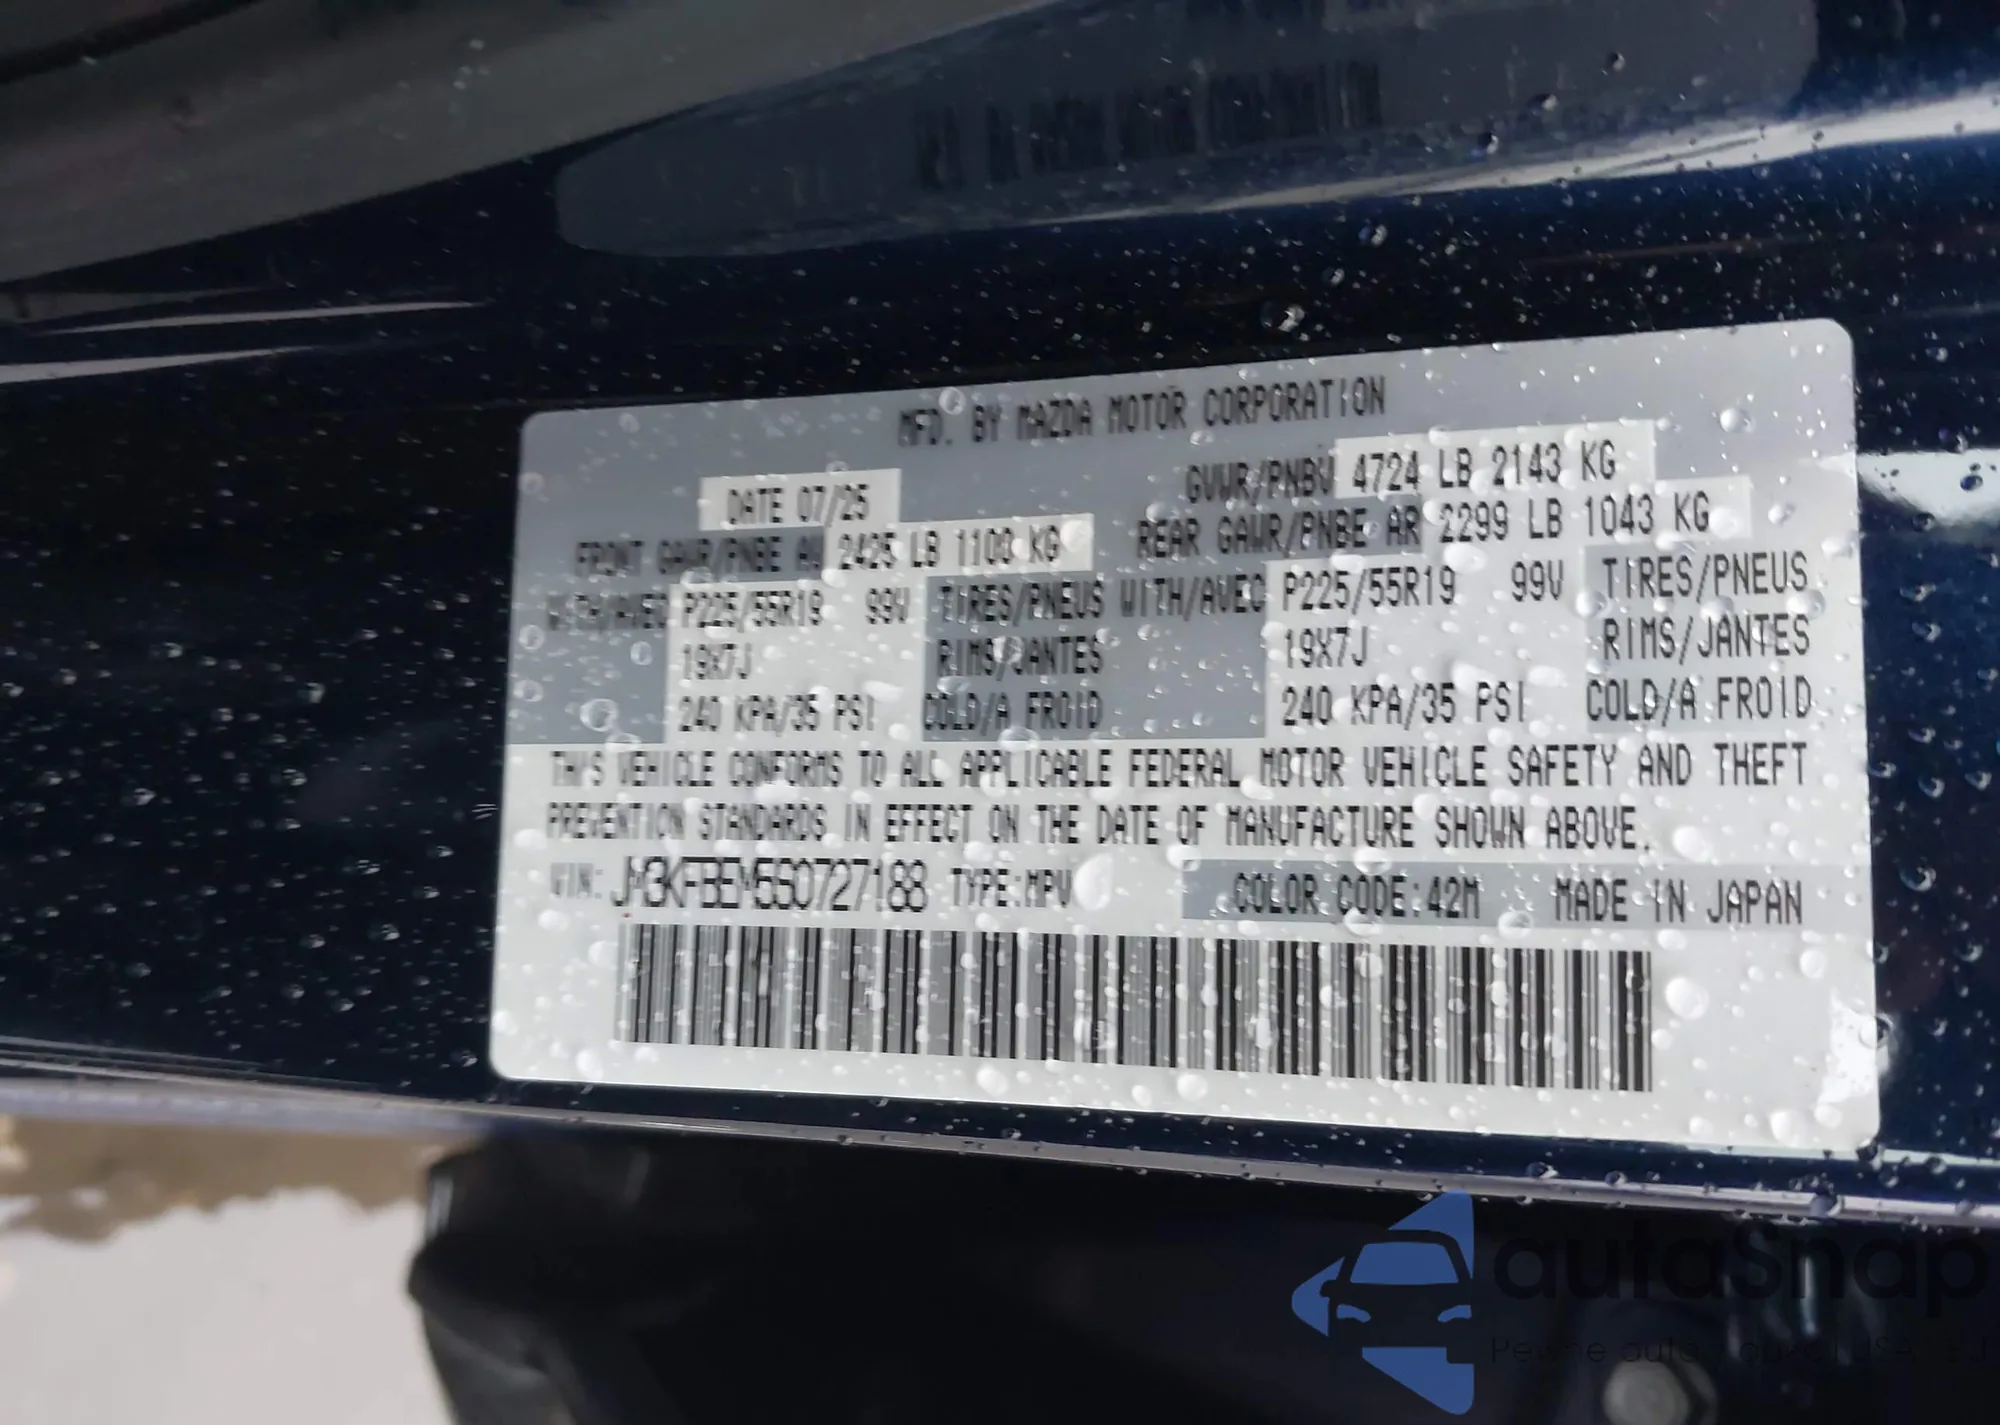 MFD. BY MAZDA MOTOR CORPORATION
DATE 07/25
GVWR/PNBV 4724 LB 2143 KG
FRONT GAWR/PNBE AV 2425 LB 1100 KG
REAR GAWR/PNBE AR 2299 LB 1043 KG
WITH/AVEC P225/55R19 99V TIRES/PNEUS WITH/AVEC P225/55R19 99V TIRES/PNEUS
19X7J RIMS/JANTES 19X7J RIMS/JANTES
240 KPA/35 PSI COLD/A FROID 240 KPA/35 PSI COLD/A FROID
THIS VEHICLE CONFORMS TO ALL APPLICABLE FEDERAL MOTOR VEHICLE SAFETY AND THEFT
PREVENTION STANDARDS IN EFFECT ON THE DATE OF MANUFACTURE SHOWN ABOVE.
VIN: JM3KFBEM5S0727188 TYPE:MPV COLOR CODE:42M MADE IN JAPAN
autaSnap
Pewne auta